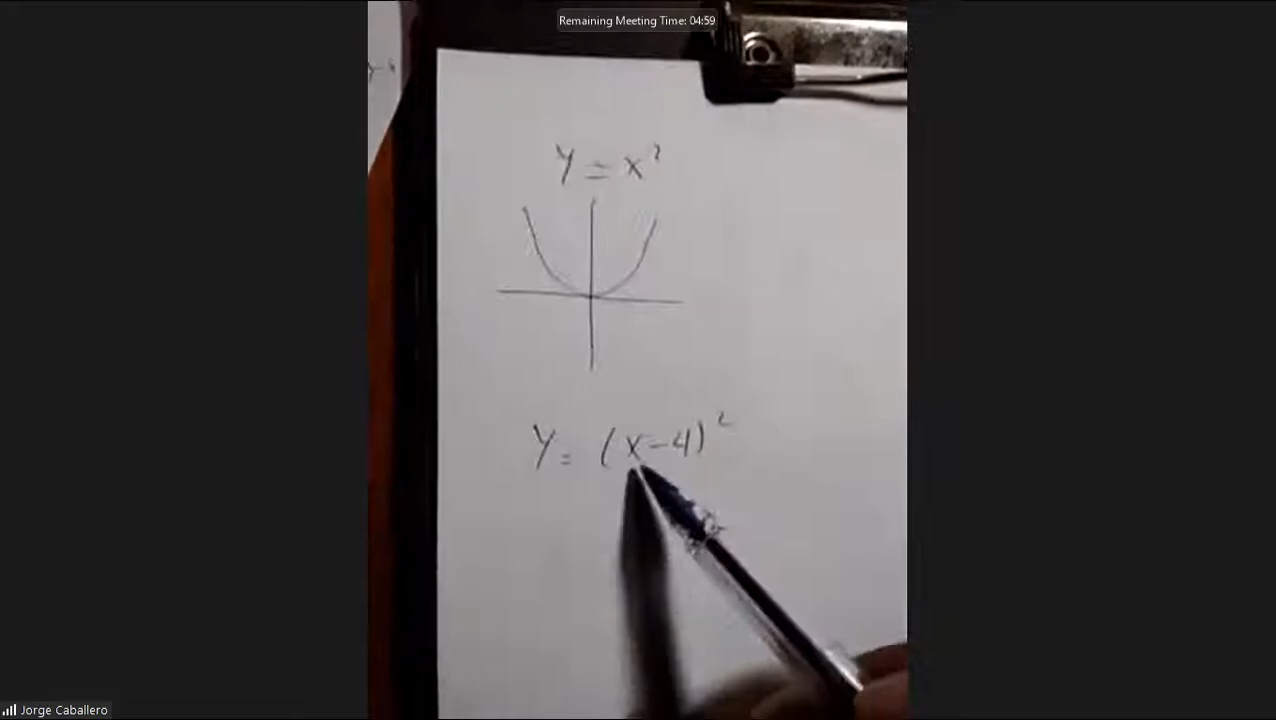 Remaining Meeting Time: 04:59
y = x²
y = (x-4)²
Jorge Caballero